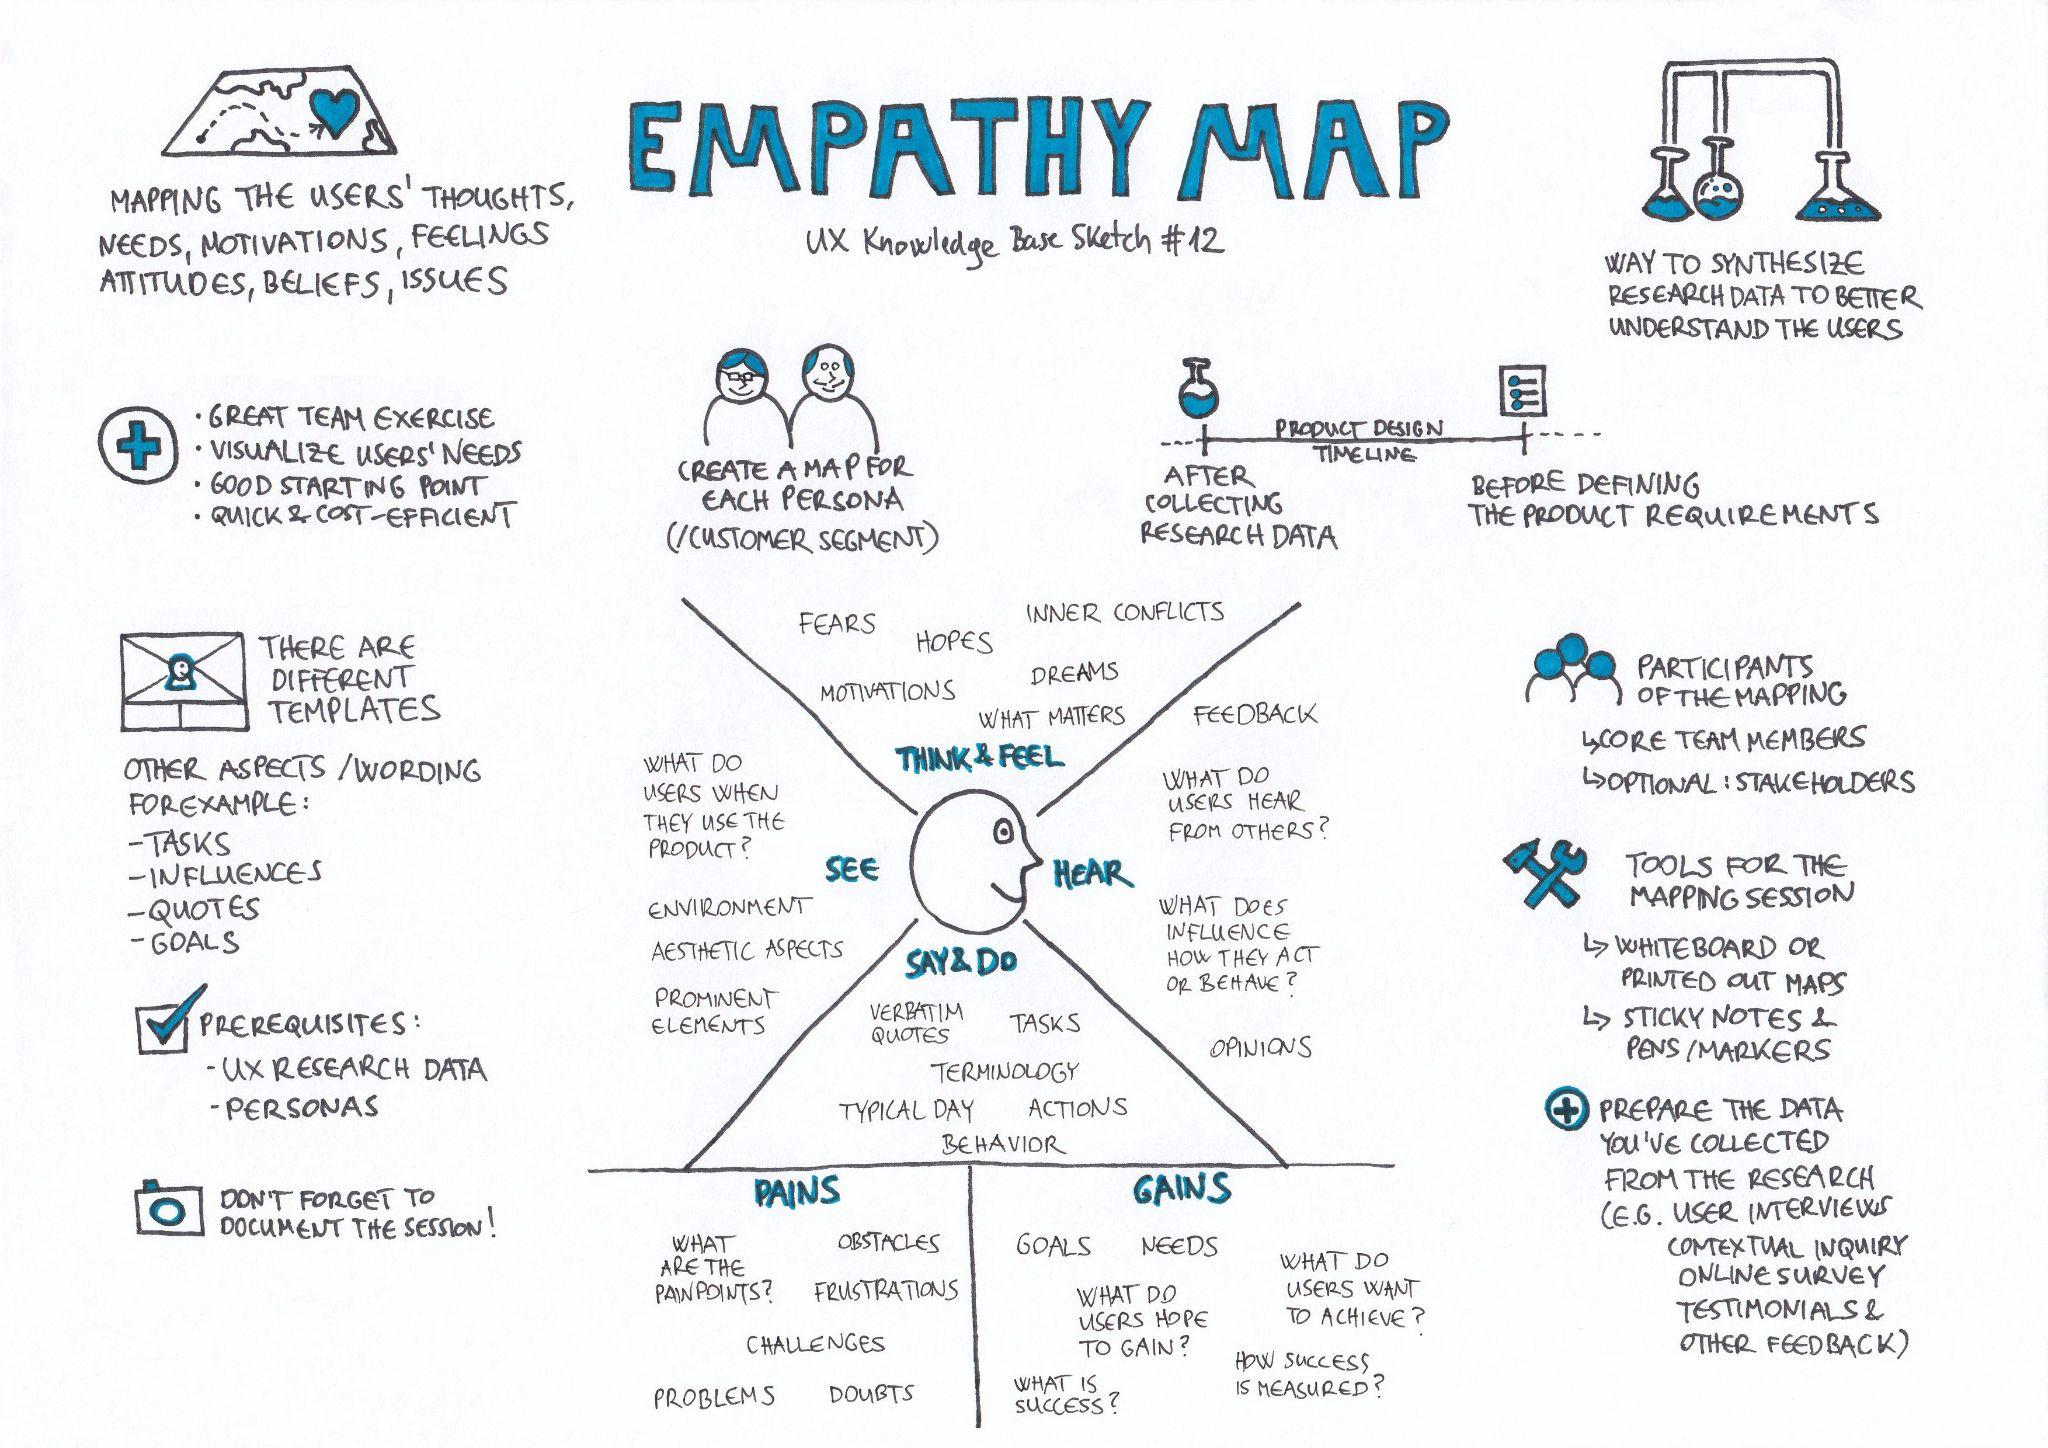 EMPATHY MAP
UX Knowledge Base Sketch #12
MAPPING THE USERS' THOUGHTS,
NEEDS, MOTIVATIONS, FEELINGS
ATTITUDES, BELIEFS, ISSUES
WAY TO SYNTHESIZE
RESEARCH DATA TO BETTER
UNDERSTAND THE USERS
• GREAT TEAM EXERCISE
• VISUALIZE USERS' NEEDS
• GOOD STARTING POINT
• QUICK & COST-EFFICIENT
CREATE A MAP FOR
EACH PERSONA
(/CUSTOMER SEGMENT)
PRODUCT DESIGN
TIMELINE
AFTER
COLLECTING
RESEARCH DATA
BEFORE DEFINING
THE PRODUCT REQUIREMENTS
THERE ARE
DIFFERENT
TEMPLATES
OTHER ASPECTS /WORDING
FOR EXAMPLE:
- TASKS
- INFLUENCES
- QUOTES
- GOALS
PREREQUISITES:
- UX RESEARCH DATA
- PERSONAS
DON'T FORGET TO
DOCUMENT THE SESSION!
FEARS
HOPES
INNER CONFLICTS
MOTIVATIONS
DREAMS
WHAT MATTERS
THINK & FEEL
WHAT DO
USERS WHEN
THEY USE THE
PRODUCT?
SEE
ENVIRONMENT
AESTHETIC ASPECTS
PROMINENT
ELEMENTS
FEEDBACK
WHAT DO
USERS HEAR
FROM OTHERS?
HEAR
WHAT DOES
INFLUENCE
HOW THEY ACT
OR BEHAVE?
OPINIONS
SAY & DO
VERBATIM
QUOTES
TASKS
TERMINOLOGY
TYPICAL DAY
ACTIONS
BEHAVIOR
PAINS
WHAT
ARE THE
PAINPOINTS?
OBSTACLES
FRUSTRATIONS
CHALLENGES
PROBLEMS
DOUBTS
GAINS
GOALS
NEEDS
WHAT DO
USERS HOPE
TO GAIN?
WHAT DO
USERS WANT
TO ACHIEVE?
WHAT IS
SUCCESS?
HOW SUCCESS
IS MEASURED?
PARTICIPANTS
OF THE MAPPING
↳ CORE TEAM MEMBERS
↳ OPTIONAL: STAKEHOLDERS
TOOLS FOR THE
MAPPING SESSION
↳ WHITEBOARD OR
PRINTED OUT MAPS
↳ STICKY NOTES &
PENS/MARKERS
PREPARE THE DATA
YOU'VE COLLECTED
FROM THE RESEARCH
(E.G. USER INTERVIEWS
CONTEXTUAL INQUIRY
ONLINE SURVEY
TESTIMONIALS &
OTHER FEEDBACK)